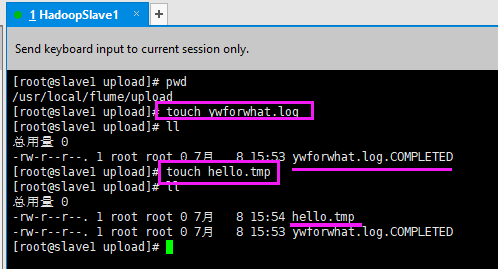 1 HadoopSlave1 × +
Send keyboard input to current session only.
[root@slave1 upload]# pwd
/usr/local/flume/upload
[root@slave1 upload]# touch ywforwhat.log
[root@slave1 upload]# ll
总用量 0
-rw-r--r--. 1 root root 0 7月 8 15:53 ywforwhat.log.COMPLETED
[root@slave1 upload]# touch hello.tmp
[root@slave1 upload]# ll
总用量 0
-rw-r--r--. 1 root root 0 7月 8 15:54 hello.tmp
-rw-r--r--. 1 root root 0 7月 8 15:53 ywforwhat.log.COMPLETED
[root@slave1 upload]#